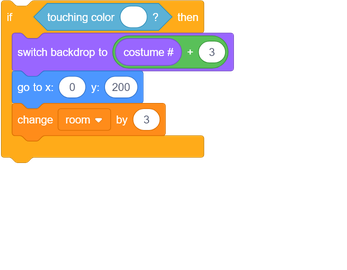 if touching color ? then
switch backdrop to costume # + 3
go to x: 0 y: 200
change room by 3